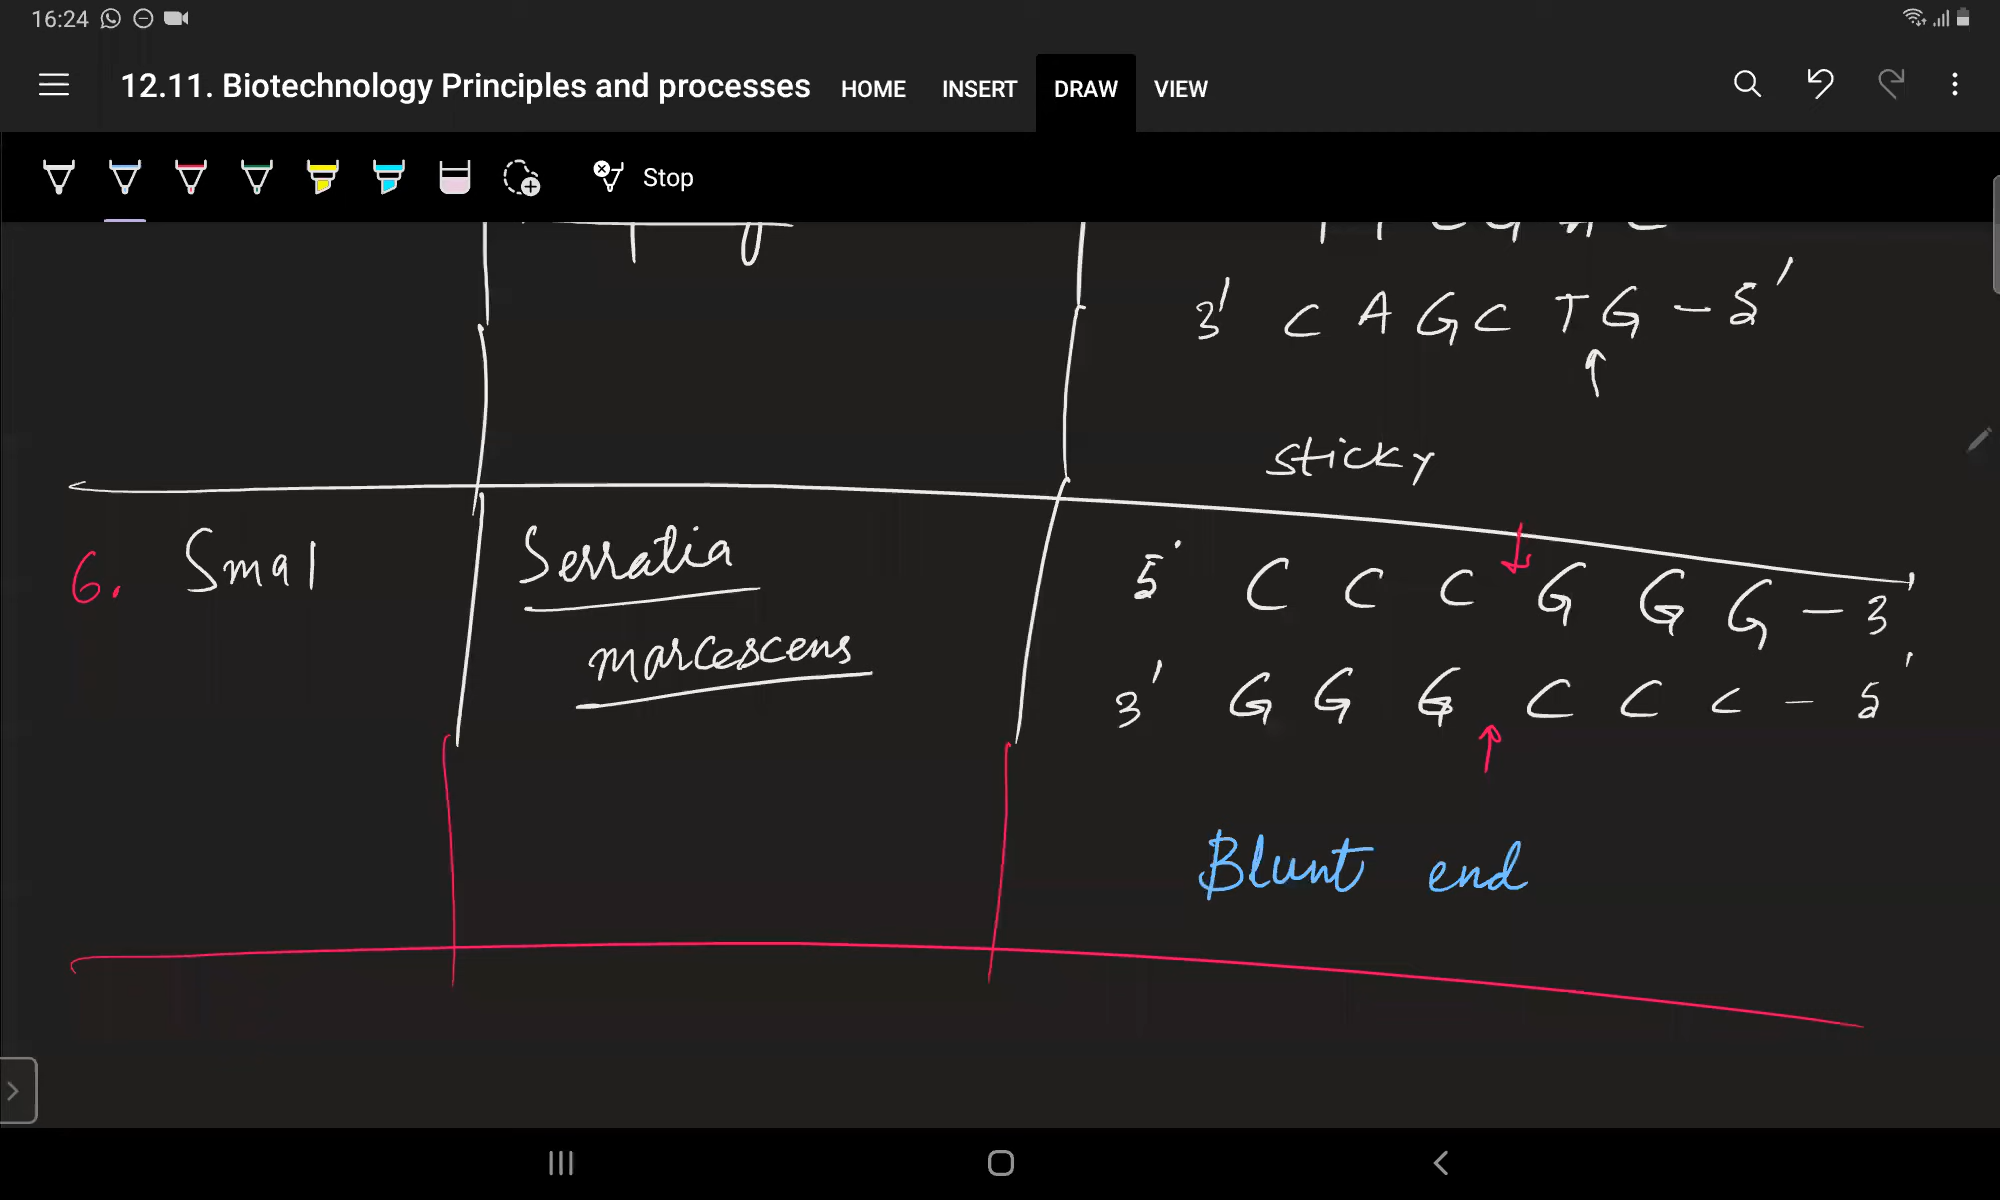 16:24
12.11. Biotechnology Principles and processes HOME INSERT DRAW VIEW
Stop
3' C A G C T G - 5'
sticky
6. SmaI Serratia marcescens
5' C C C G G G - 3'
3' G G G C C C - 5'
Blunt end